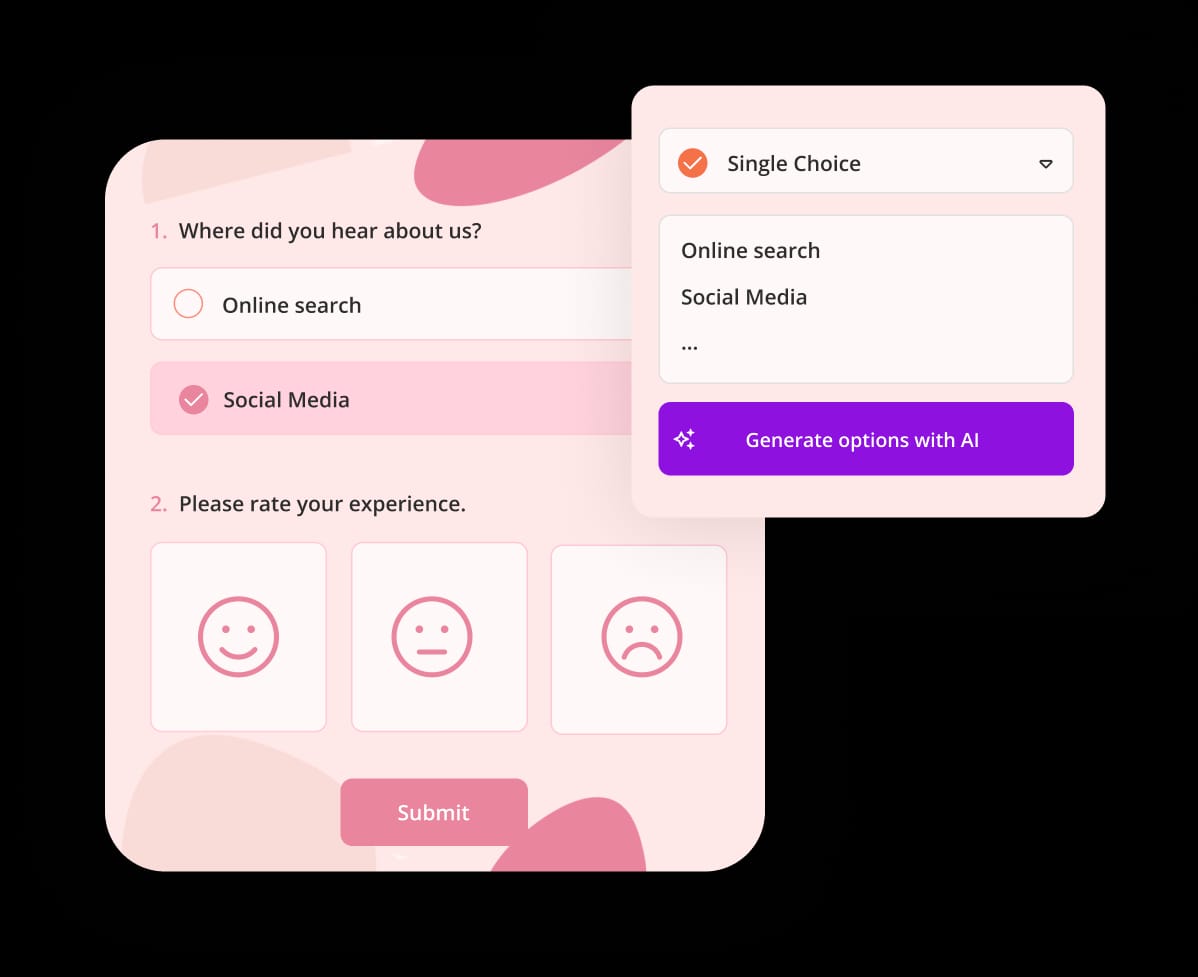 1. Where did you hear about us?
Online search
Social Media
2. Please rate your experience.
Submit
Single Choice
Online search
Social Media
...
Generate options with AI